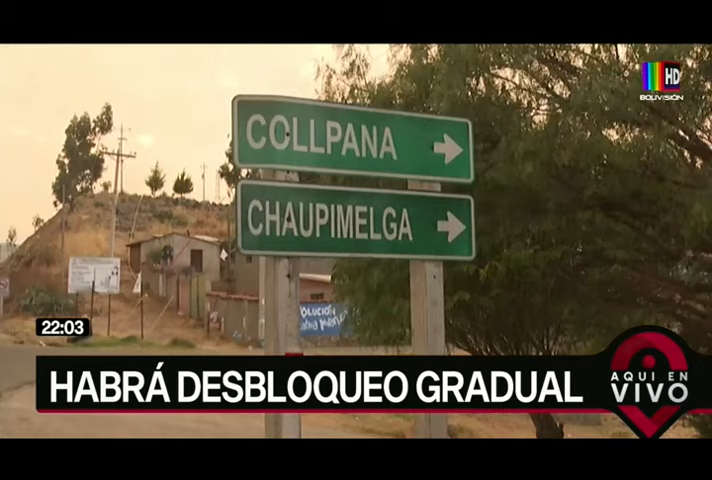 HD
BOLIVISIÓN
COLLPANA
CHAUPIMELGA
22:03
HABRÁ DESBLOQUEO GRADUAL
AQUI EN
VIVO